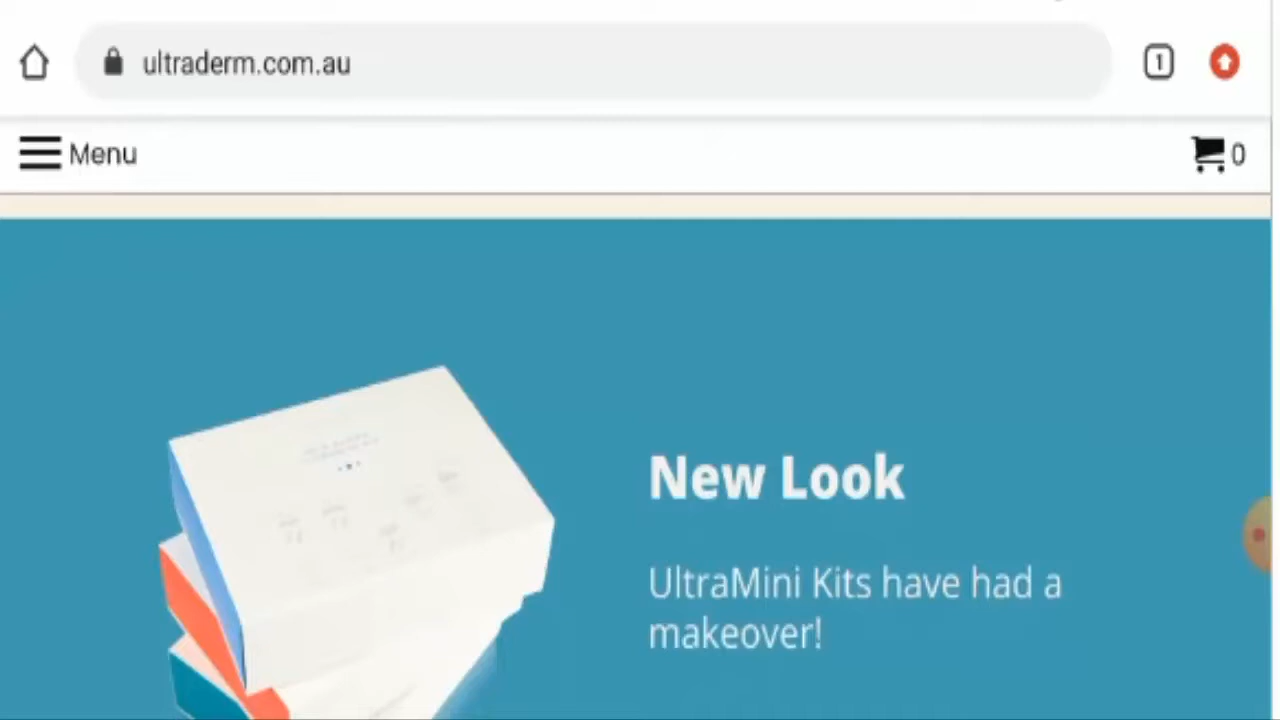 ultraderm.com.au
1
Menu
0
New Look
UltraMini Kits have had a
makeover!